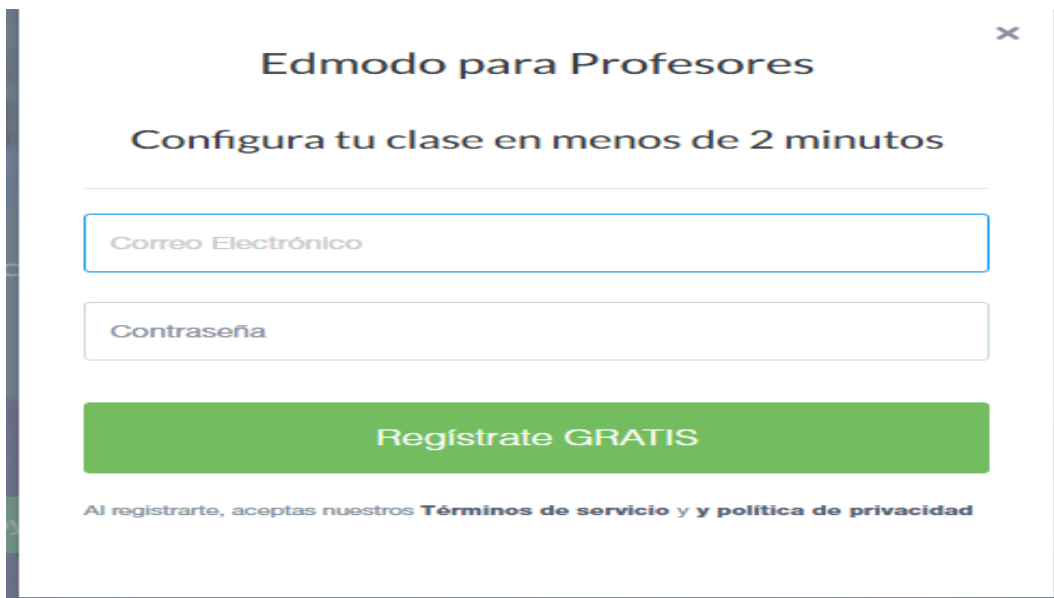 ×
Edmodo para Profesores
Configura tu clase en menos de 2 minutos
Correo Electrónico
Contraseña
Regístrate GRATIS
Al registrarte, aceptas nuestros Términos de servicio y y política de privacidad